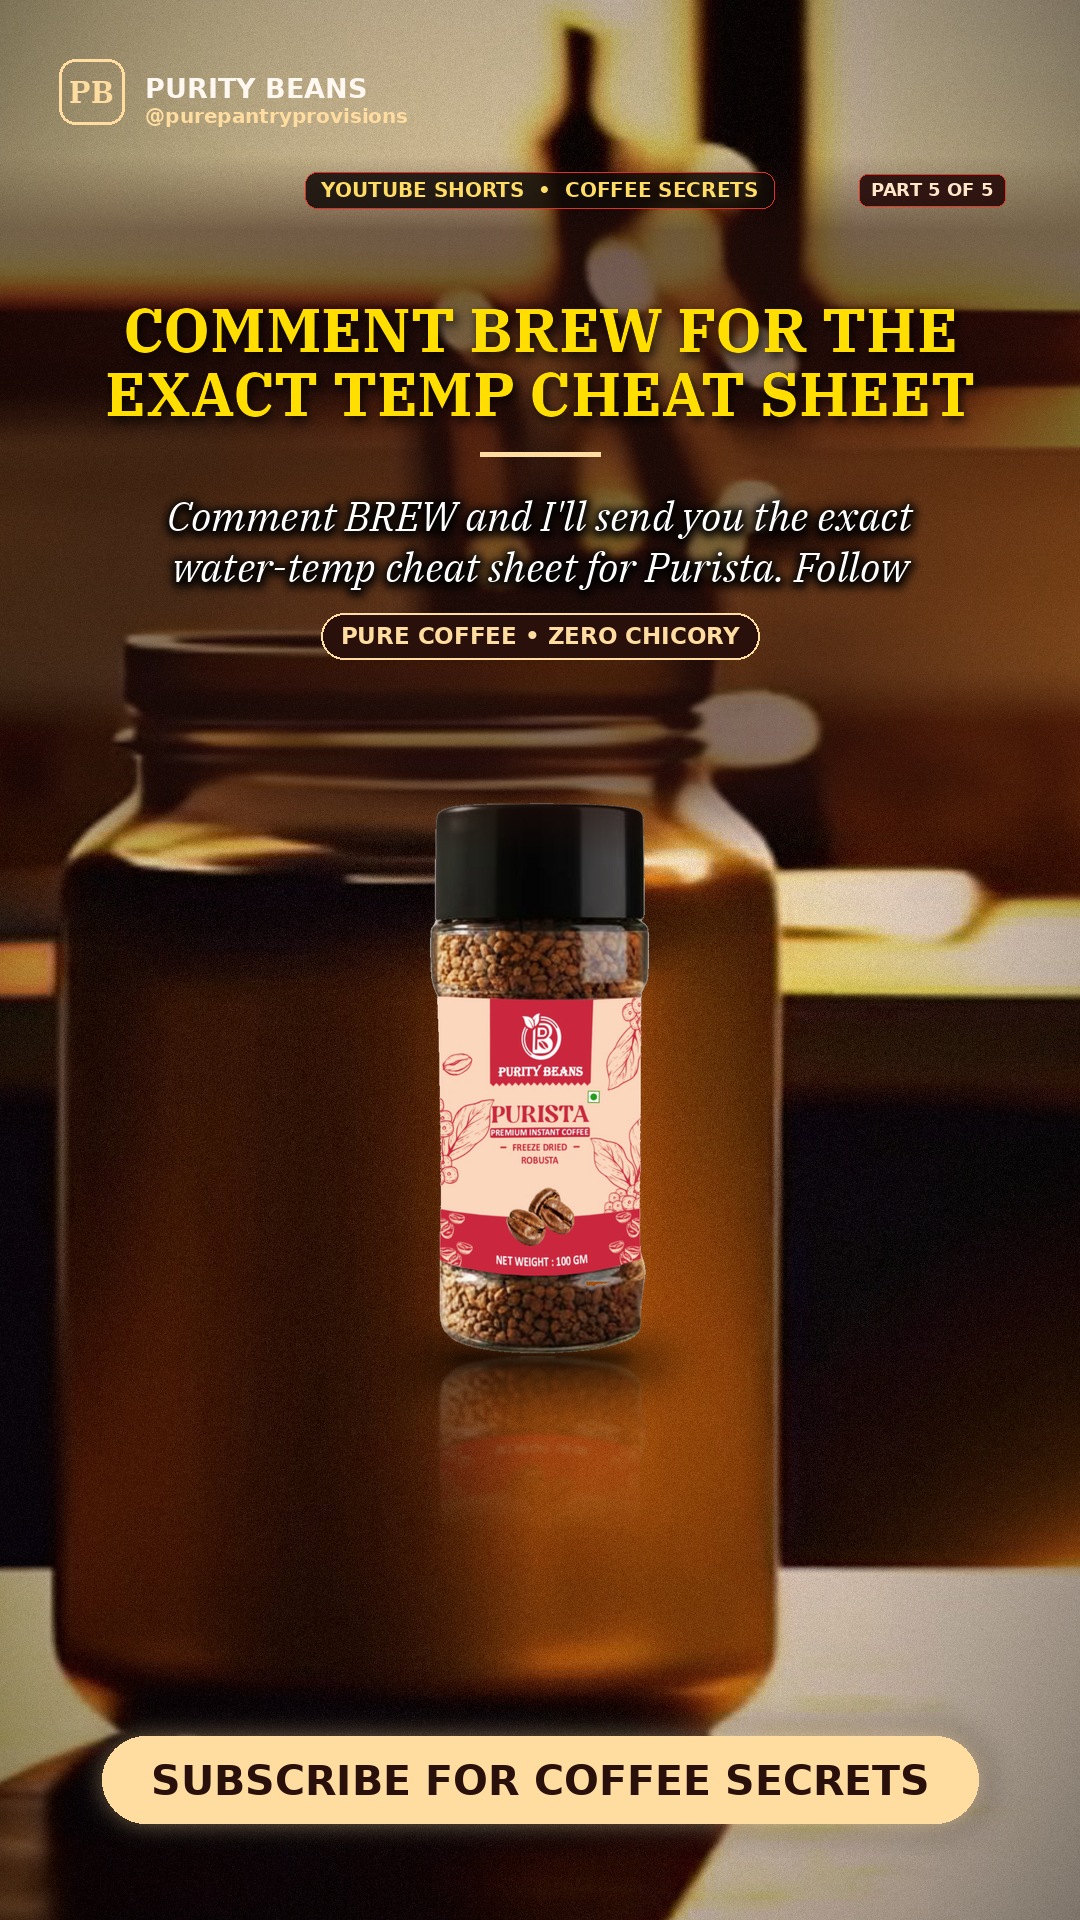 PB
PURITY BEANS
@purepantryprovisions
YOUTUBE SHORTS • COFFEE SECRETS
PART 5 OF 5
COMMENT BREW FOR THE
EXACT TEMP CHEAT SHEET
Comment BREW and I'll send you the exact
water-temp cheat sheet for Purista. Follow
PURE COFFEE • ZERO CHICORY
B
PURITY BEANS
PURISTA
PREMIUM INSTANT COFFEE
– FREEZE DRIED –
ROBUSTA
NET WEIGHT : 100 GM
SUBSCRIBE FOR COFFEE SECRETS